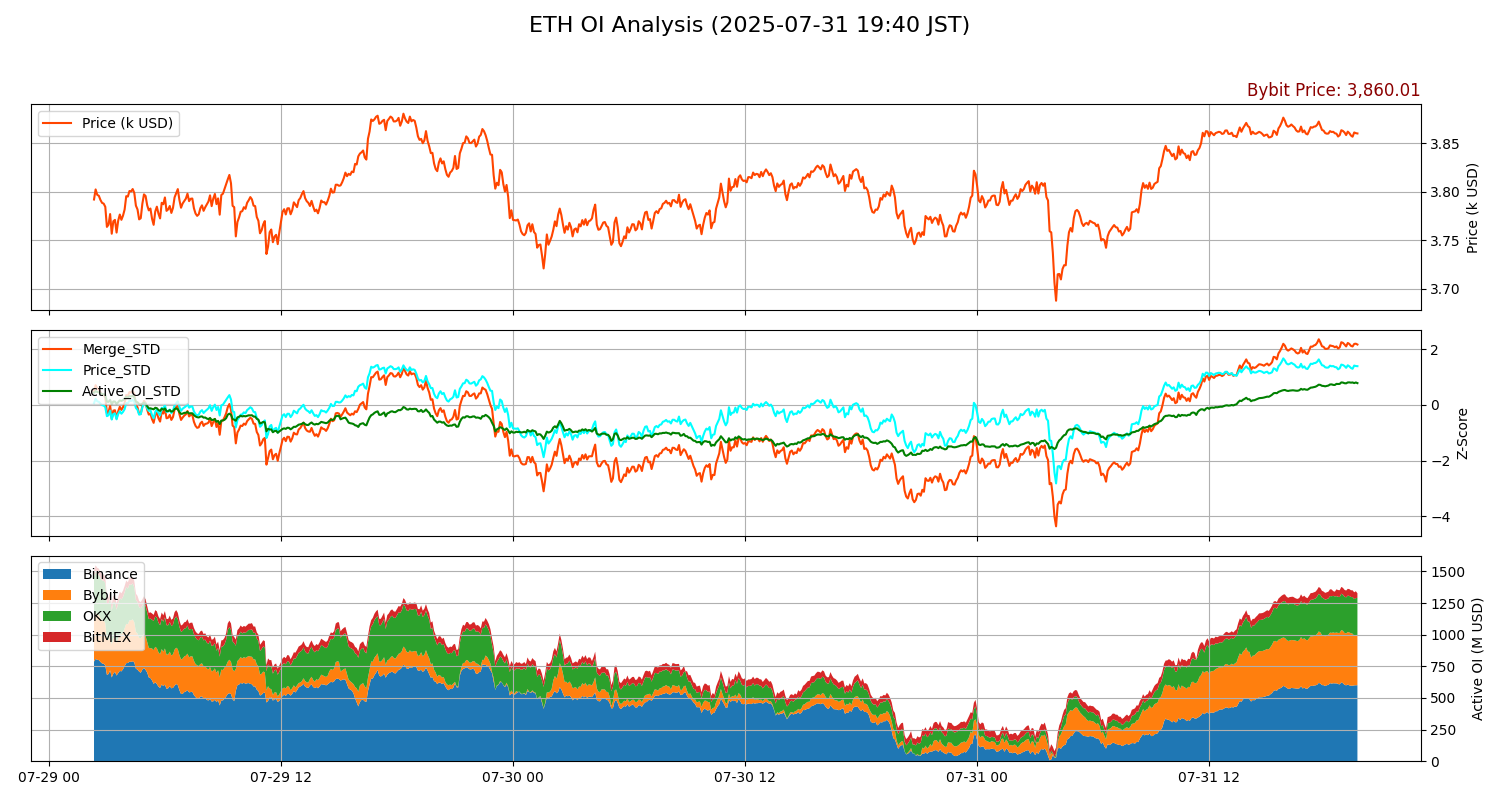 ETH OI Analysis (2025-07-31 19:40 JST)
Bybit Price: 3,860.01
Price (k USD)
3.85
3.80
3.75
3.70
Price (k USD)
Merge_STD
Price_STD
Active_OI_STD
2
0
−2
−4
Z-Score
Binance
Bybit
OKX
BitMEX
1500
1250
1000
750
500
250
0
Active OI (M USD)
07-29 00
07-29 12
07-30 00
07-30 12
07-31 00
07-31 12